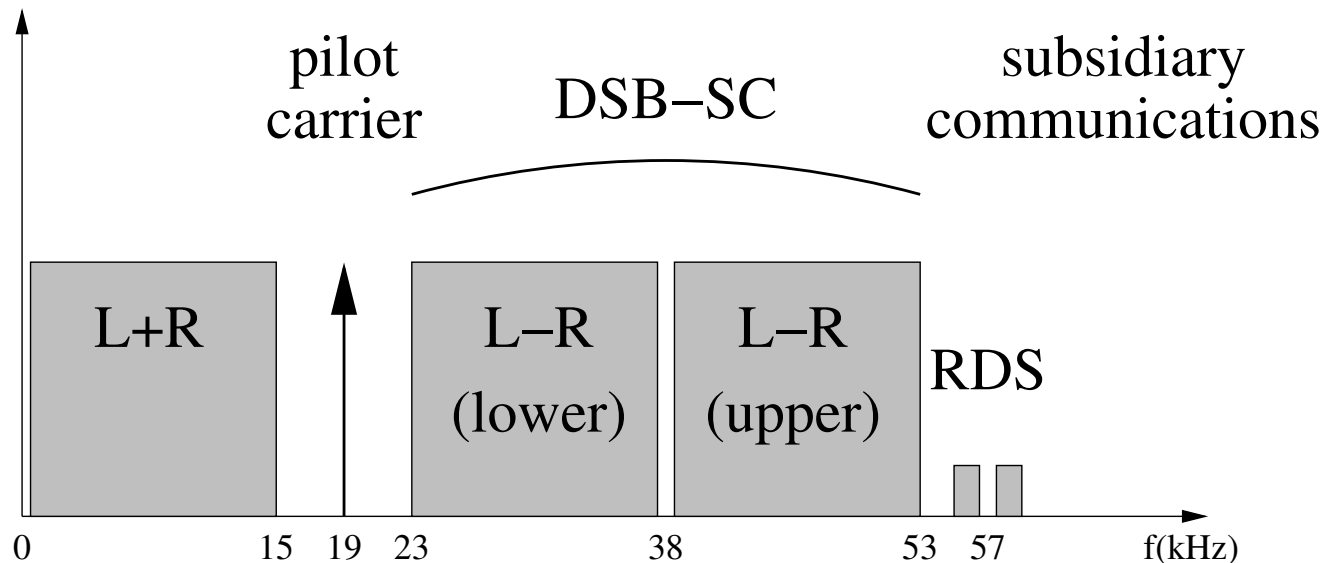 pilot
carrier
DSB−SC
subsidiary
communications
L+R
L−R
(lower)
L−R
(upper)
RDS
0 15 19 23 38 53 57 f(kHz)